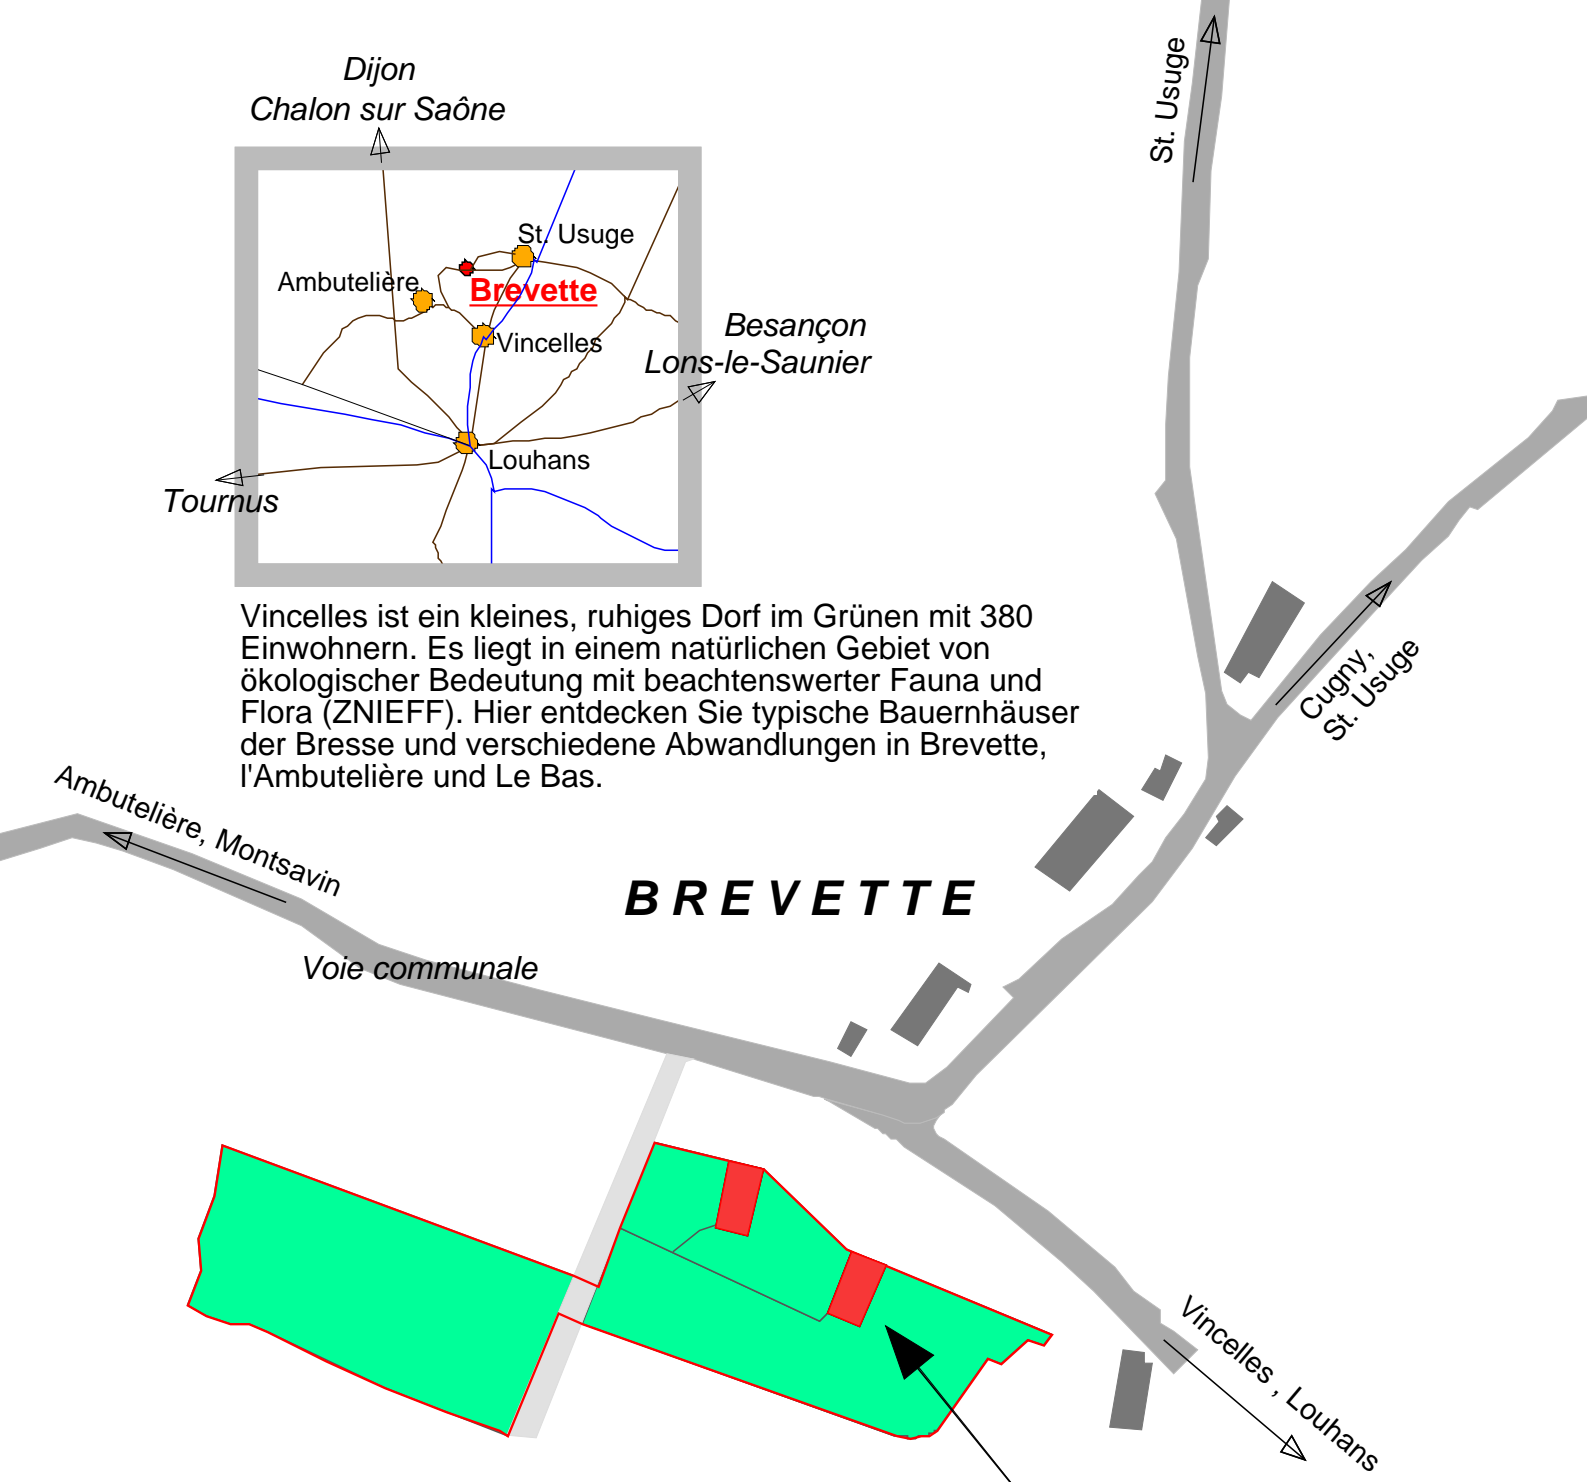 Dijon
Chalon sur Saône
St. Usuge
St. Usuge
Ambutelière
Brevette
Besançon
Lons-le-Saunier
Vincelles
Louhans
Tournus
Vincelles ist ein kleines, ruhiges Dorf im Grünen mit 380
Einwohnern. Es liegt in einem natürlichen Gebiet von
ökologischer Bedeutung mit beachtenswerter Fauna und
Flora (ZNIEFF). Hier entdecken Sie typische Bauernhäuser
der Bresse und verschiedene Abwandlungen in Brevette,
l'Ambutelière und Le Bas.
Cugny,
St. Usuge
Ambutelière, Montsavin
BREVETTE
Voie communale
Vincelles , Louhans